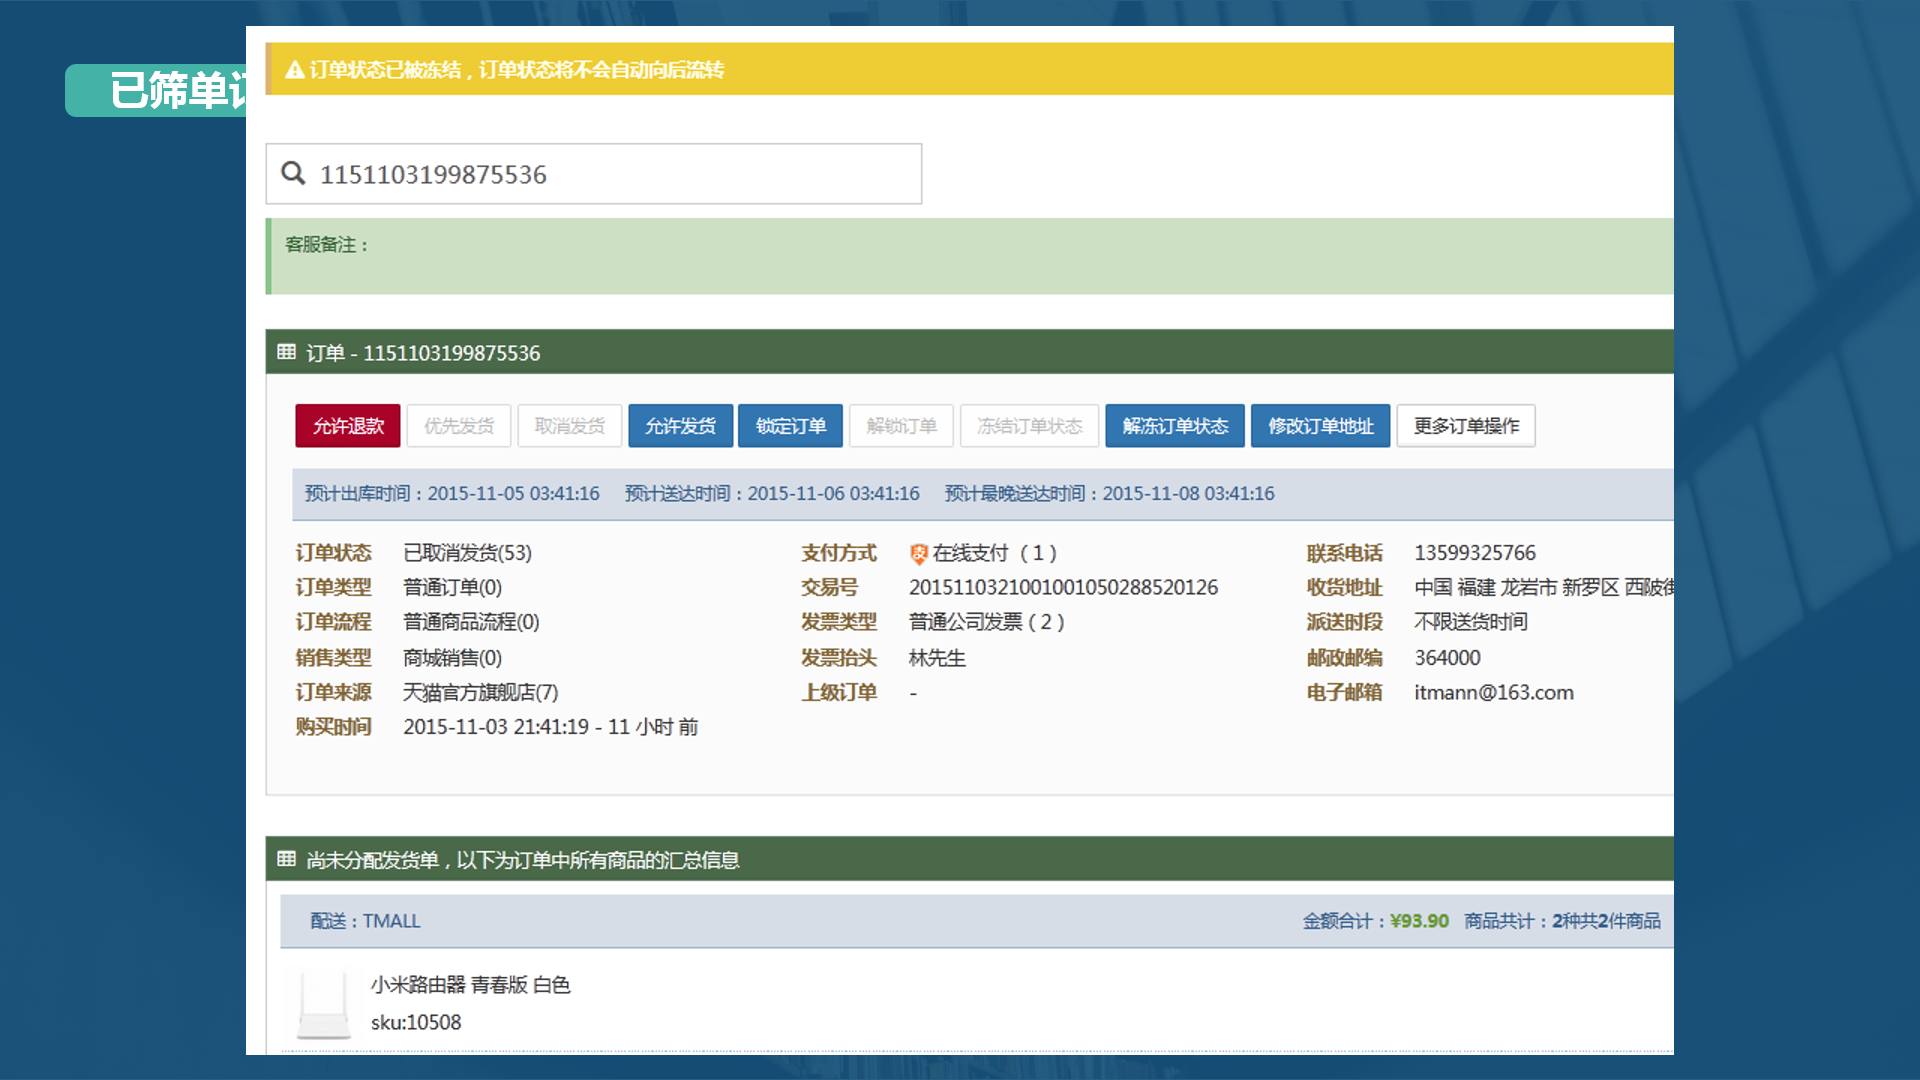 已筛单订
订单状态已被冻结，订单状态将不会自动向后流转
1151103199875536
客服备注：
订单 - 1151103199875536
允许退款 优先发货 取消发货 允许发货 锁定订单 解锁订单 冻结订单状态 解冻订单状态 修改订单地址 更多订单操作
预计出库时间：2015-11-05 03:41:16 预计送达时间：2015-11-06 03:41:16 预计最晚送达时间：2015-11-08 03:41:16
订单状态 已取消发货(53) 支付方式 在线支付（1） 联系电话 13599325766
订单类型 普通订单(0) 交易号 2015110321001001050288520126 收货地址 中国 福建 龙岩市 新罗区 西陂街
订单流程 普通商品流程(0) 发票类型 普通公司发票（2） 派送时段 不限送货时间
销售类型 商城销售(0) 发票抬头 林先生 邮政邮编 364000
订单来源 天猫官方旗舰店(7) 上级订单 - 电子邮箱 itmann@163.com
购买时间 2015-11-03 21:41:19 - 11 小时 前
尚未分配发货单，以下为订单中所有商品的汇总信息
配送：TMALL 金额合计：¥93.90 商品共计：2种共2件商品
小米路由器 青春版 白色
sku:10508